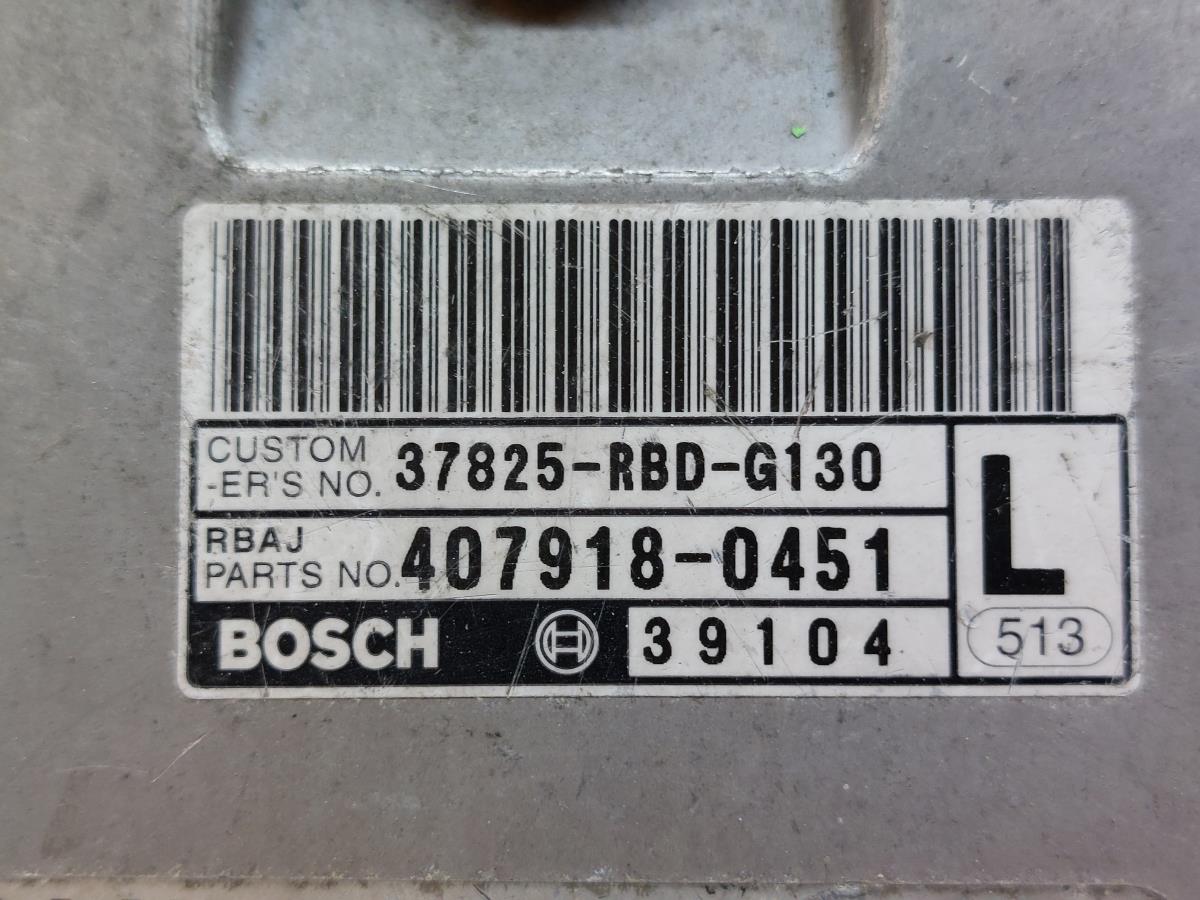 CUSTOM
-ER'S NO. 37825-RBD-G130
RBAJ
PARTS NO. 407918-0451
L
BOSCH 39104
513